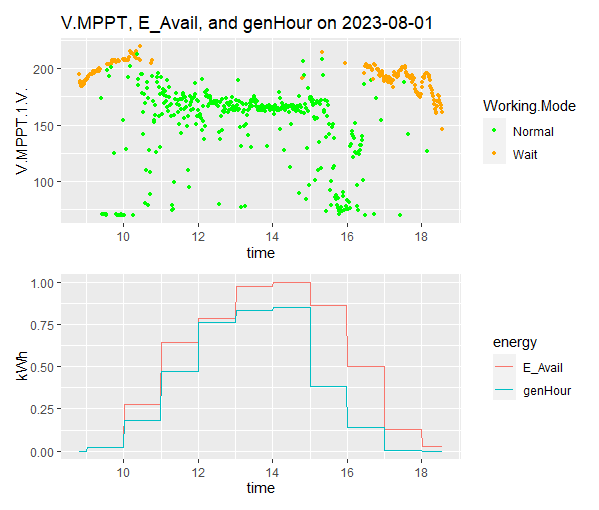 V.MPPT, E_Avail, and genHour on 2023-08-01
V.MPPT.1.V.
200
150
100
10
12
14
16
18
time
Working.Mode
Normal
Wait
kWh
1.00
0.75
0.50
0.25
0.00
10
12
14
16
18
time
energy
E_Avail
genHour